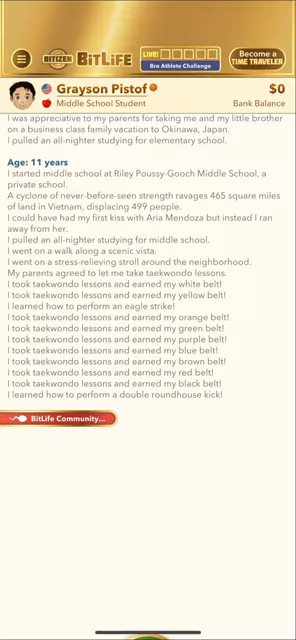 BITIZEN BITLIFE
LIVE!
Bro Athlete Challenge
Become a
TIME TRAVELER
Grayson Pistof
$0
Middle School Student
Bank Balance
I was appreciative to my parents for taking me and my little brother
on a business class family vacation to Okinawa, Japan.
I pulled an all-nighter studying for elementary school.
Age: 11 years
I started middle school at Riley Poussy-Gooch Middle School, a
private school.
A cyclone of never-before-seen strength ravages 465 square miles
of land in Vietnam, displacing 499 people.
I could have had my first kiss with Aria Mendoza but instead I ran
away from her.
I pulled an all-nighter studying for middle school.
I went on a walk along a scenic vista.
I went on a stress-relieving stroll around the neighborhood.
My parents agreed to let me take taekwondo lessons.
I took taekwondo lessons and earned my white belt!
I took taekwondo lessons and earned my yellow belt!
I learned how to perform an eagle strike!
I took taekwondo lessons and earned my orange belt!
I took taekwondo lessons and earned my green belt!
I took taekwondo lessons and earned my purple belt!
I took taekwondo lessons and earned my blue belt!
I took taekwondo lessons and earned my brown belt!
I took taekwondo lessons and earned my red belt!
I took taekwondo lessons and earned my black belt!
I learned how to perform a double roundhouse kick!
BitLife Community...